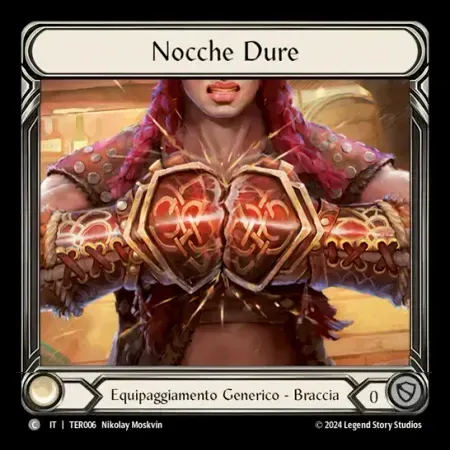 Nocche Dure
Equipaggiamento Generico - Braccia
0
C IT | TER006 Nikolay Moskvin
© 2024 Legend Story Studios